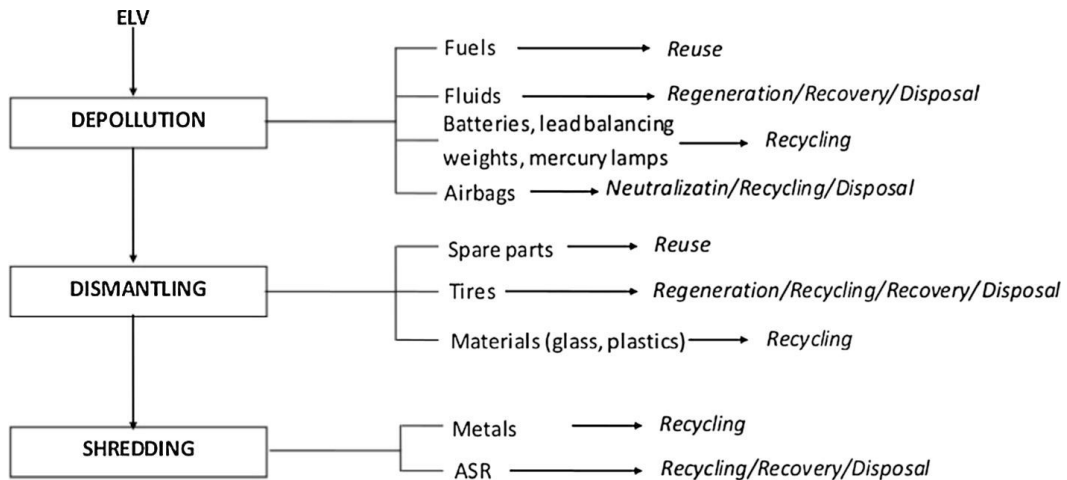 ELV
Fuels
Reuse
DEPOLLUTION
Fluids
Regeneration/Recovery/Disposal
Batteries, lead balancing
weights, mercury lamps
Recycling
Airbags
Neutralizatin/Recycling/Disposal
DISMANTLING
Spare parts
Reuse
Tires
Regeneration/Recycling/Recovery/Disposal
Materials (glass, plastics)
Recycling
SHREDDING
Metals
Recycling
ASR
Recycling/Recovery/Disposal